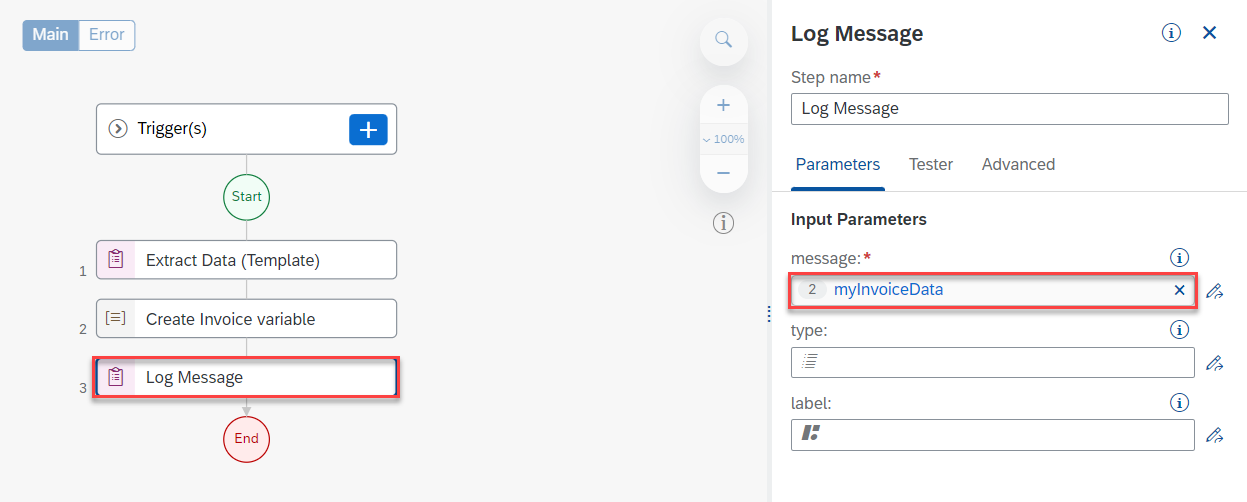 Main Error
Trigger(s)
Start
1 Extract Data (Template)
2 Create Invoice variable
3 Log Message
End
100%
Log Message
Step name*
Log Message
Parameters Tester Advanced
Input Parameters
message:*
2 myInvoiceData
type:
label: